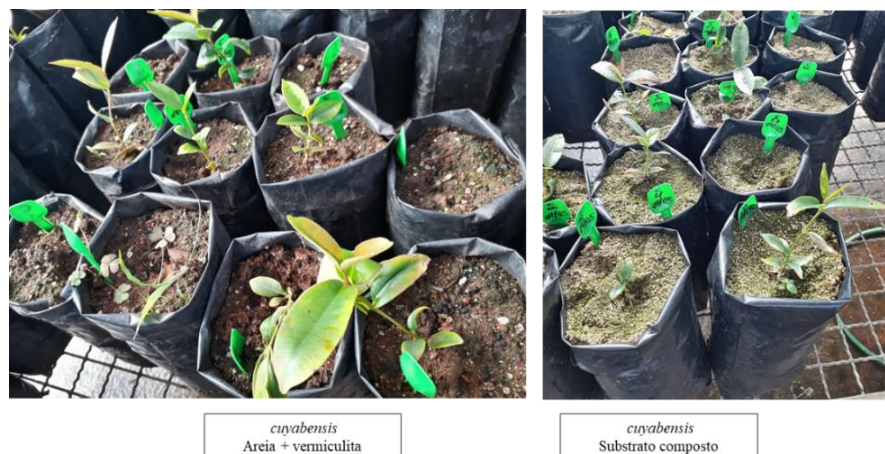 cuyabensis
Areia + vermiculita
cuyabensis
Substrato composto